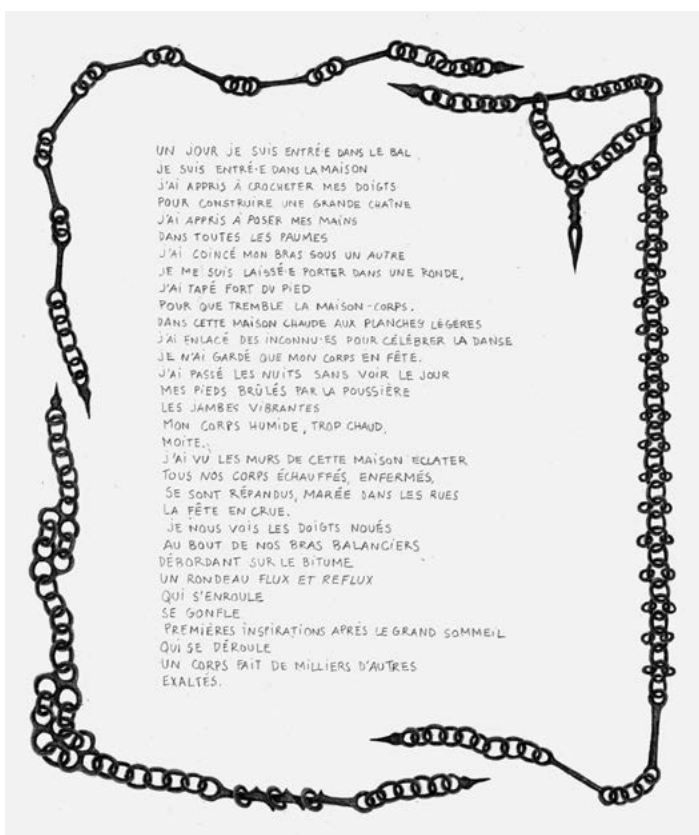 UN JOUR JE SUIS ENTRÉ·E DANS LE BAL
JE SUIS ENTRÉ·E DANS LA MAISON
J'AI APPRIS À CROCHETER MES DOIGTS
POUR CONSTRUIRE UNE GRANDE CHAÎNE
J'AI APPRIS À POSER MES MAINS
DANS TOUTES LES PAUMES
J'AI COINCÉ MON BRAS SOUS UN AUTRE
JE ME SUIS LAISSÉ·E PORTER DANS UNE RONDE,
J'AI TAPÉ FORT DU PIED
POUR QUE TREMBLE LA MAISON-CORPS.
DANS CETTE MAISON CHAUDE AUX PLANCHES LÉGÈRES
J'AI ENLACÉ DES INCONNU·ES POUR CÉLÉBRER LA DANSE
JE N'AI GARDÉ QUE MON CORPS EN FÊTE.
J'AI PASSÉ LES NUITS SANS VOIR LE JOUR
MES PIEDS BRÛLÉS PAR LA POUSSIÈRE
LES JAMBES VIBRANTES
MON CORPS HUMIDE, TROP CHAUD,
MOITE.
J'AI VU LES MURS DE CETTE MAISON ECLATER
TOUS NOS CORPS ÉCHAUFFÉS, ENFERMÉS,
SE SONT RÉPANDUS, MARÉE DANS LES RUES
LA FÊTE EN CRUE.
JE NOUS VOIS LES DOIGTS NOUÉS
AU BOUT DE NOS BRAS BALANCIERS
DÉBORDANT SUR LE BITUME
UN RONDEAU FLUX ET REFLUX
QUI S'ENROULE
SE GONFLE
PREMIÈRES INSPIRATIONS APRÈS LE GRAND SOMMEIL
QUI SE DÉROULE
UN CORPS FAIT DE MILLIERS D'AUTRES
EXALTÉS.